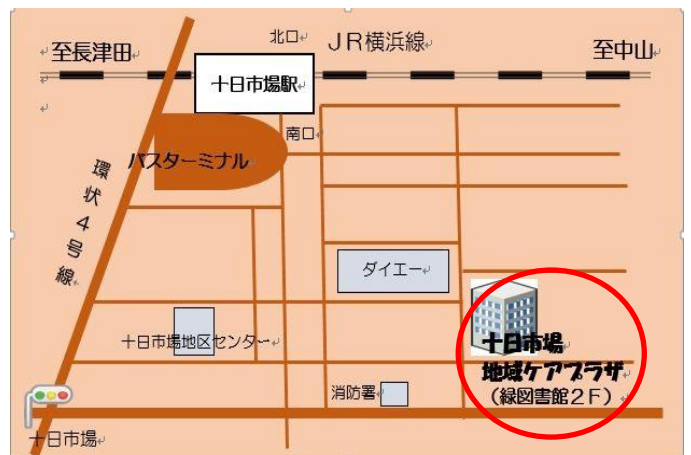 北口
JR横浜線
至長津田
至中山
十日市場駅
南口
バスターミナル
環状4号線
ダイエー
十日市場地区センター
十日市場
地域ケアプラザ
(緑図書館2F)
消防署
十日市場